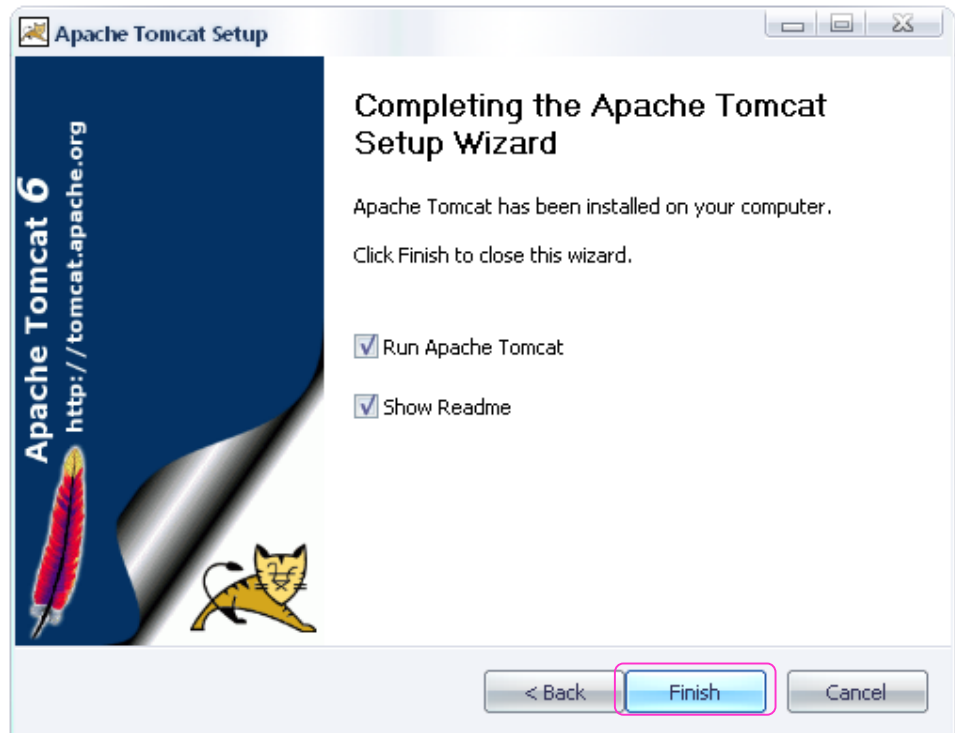 Apache Tomcat Setup
Apache Tomcat 6
http://tomcat.apache.org
Completing the Apache Tomcat
Setup Wizard
Apache Tomcat has been installed on your computer.
Click Finish to close this wizard.
Run Apache Tomcat
Show Readme
< Back
Finish
Cancel